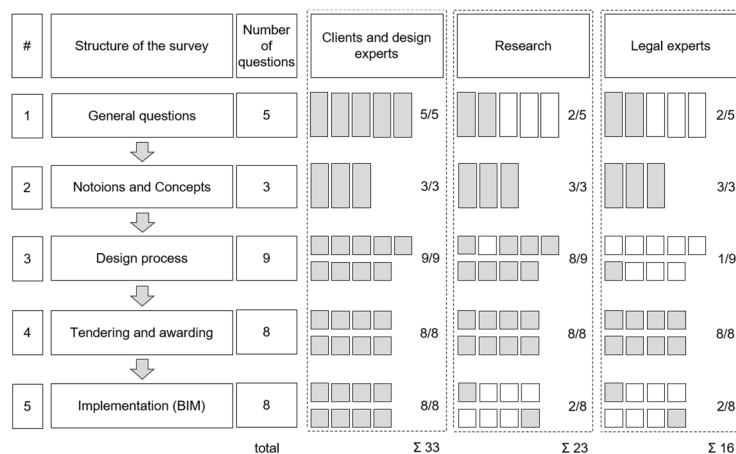 #
Structure of the survey
Number
of
questions
Clients and design
experts
Research
Legal experts
1
General questions
5
5/5
2/5
2/5
2
Notoions and Concepts
3
3/3
3/3
3/3
3
Design process
9
9/9
8/9
1/9
4
Tendering and awarding
8
8/8
8/8
8/8
5
Implementation (BIM)
8
8/8
2/8
2/8
total
Σ 33
Σ 23
Σ 16